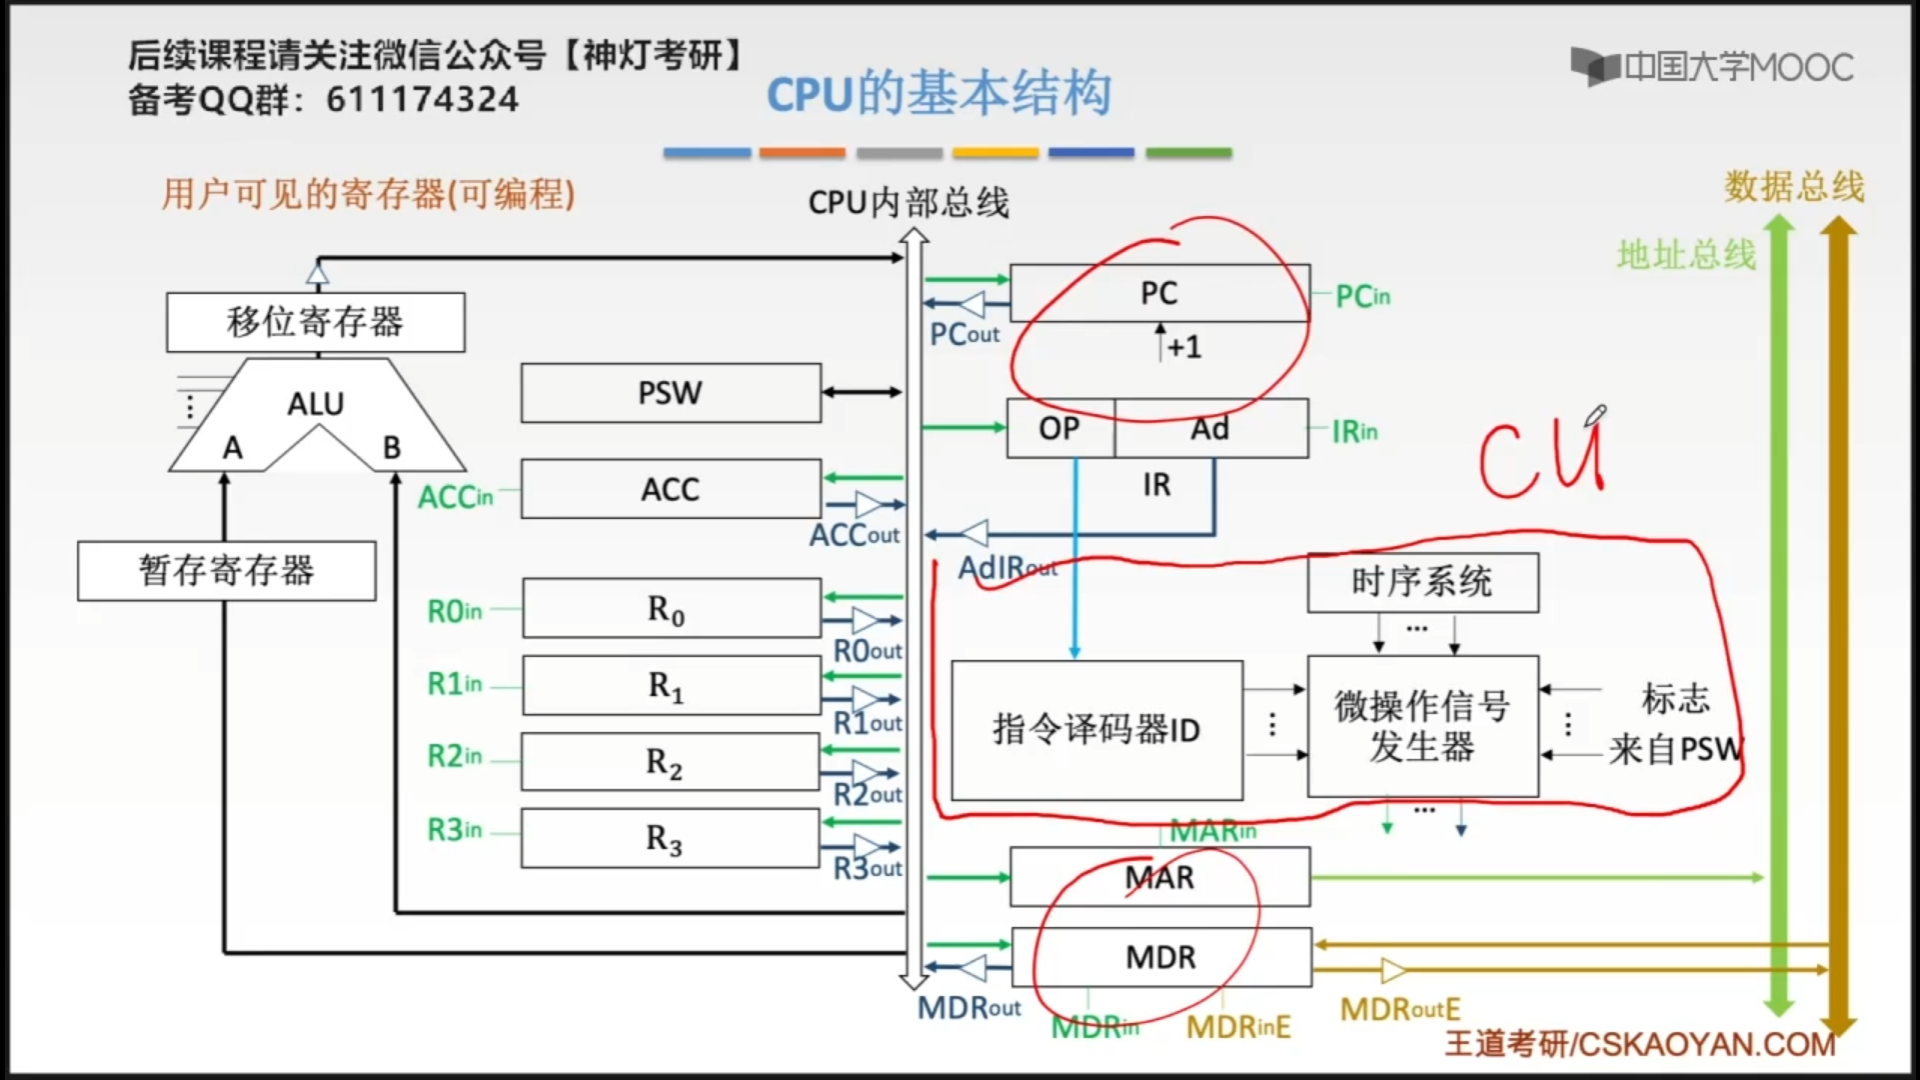 后续课程请关注微信公众号【神灯考研】
备考QQ群：611174324
中国大学MOOC
CPU的基本结构
用户可见的寄存器(可编程)
CPU内部总线
数据总线
地址总线
移位寄存器
ALU
A
B
暂存寄存器
PSW
ACCin
ACC
ACCout
R0in
R₀
R0out
R1in
R₁
R1out
R2in
R₂
R2out
R3in
R₃
R3out
PC
PCin
PCout
+1
OP
Ad
IRin
IR
AdIRout
CU
时序系统
...
指令译码器ID
⋮
微操作信号
发生器
⋮
标志
来自PSW
...
MARin
MAR
MDR
MDRout
MDRin
MDRinE
MDRoutE
王道考研/CSKAOYAN.COM